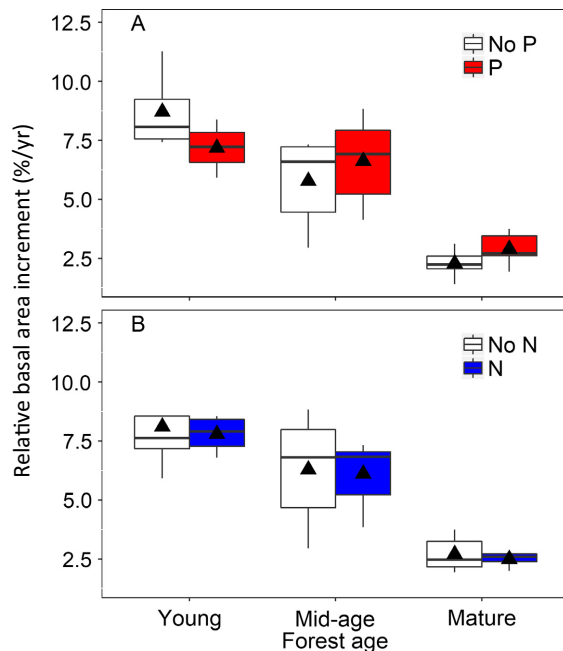 Relative basal area increment (%/yr)
A
No P
P
12.5
10.0
7.5
5.0
2.5
B
No N
N
12.5
10.0
7.5
5.0
2.5
Young Mid-age Mature
Forest age